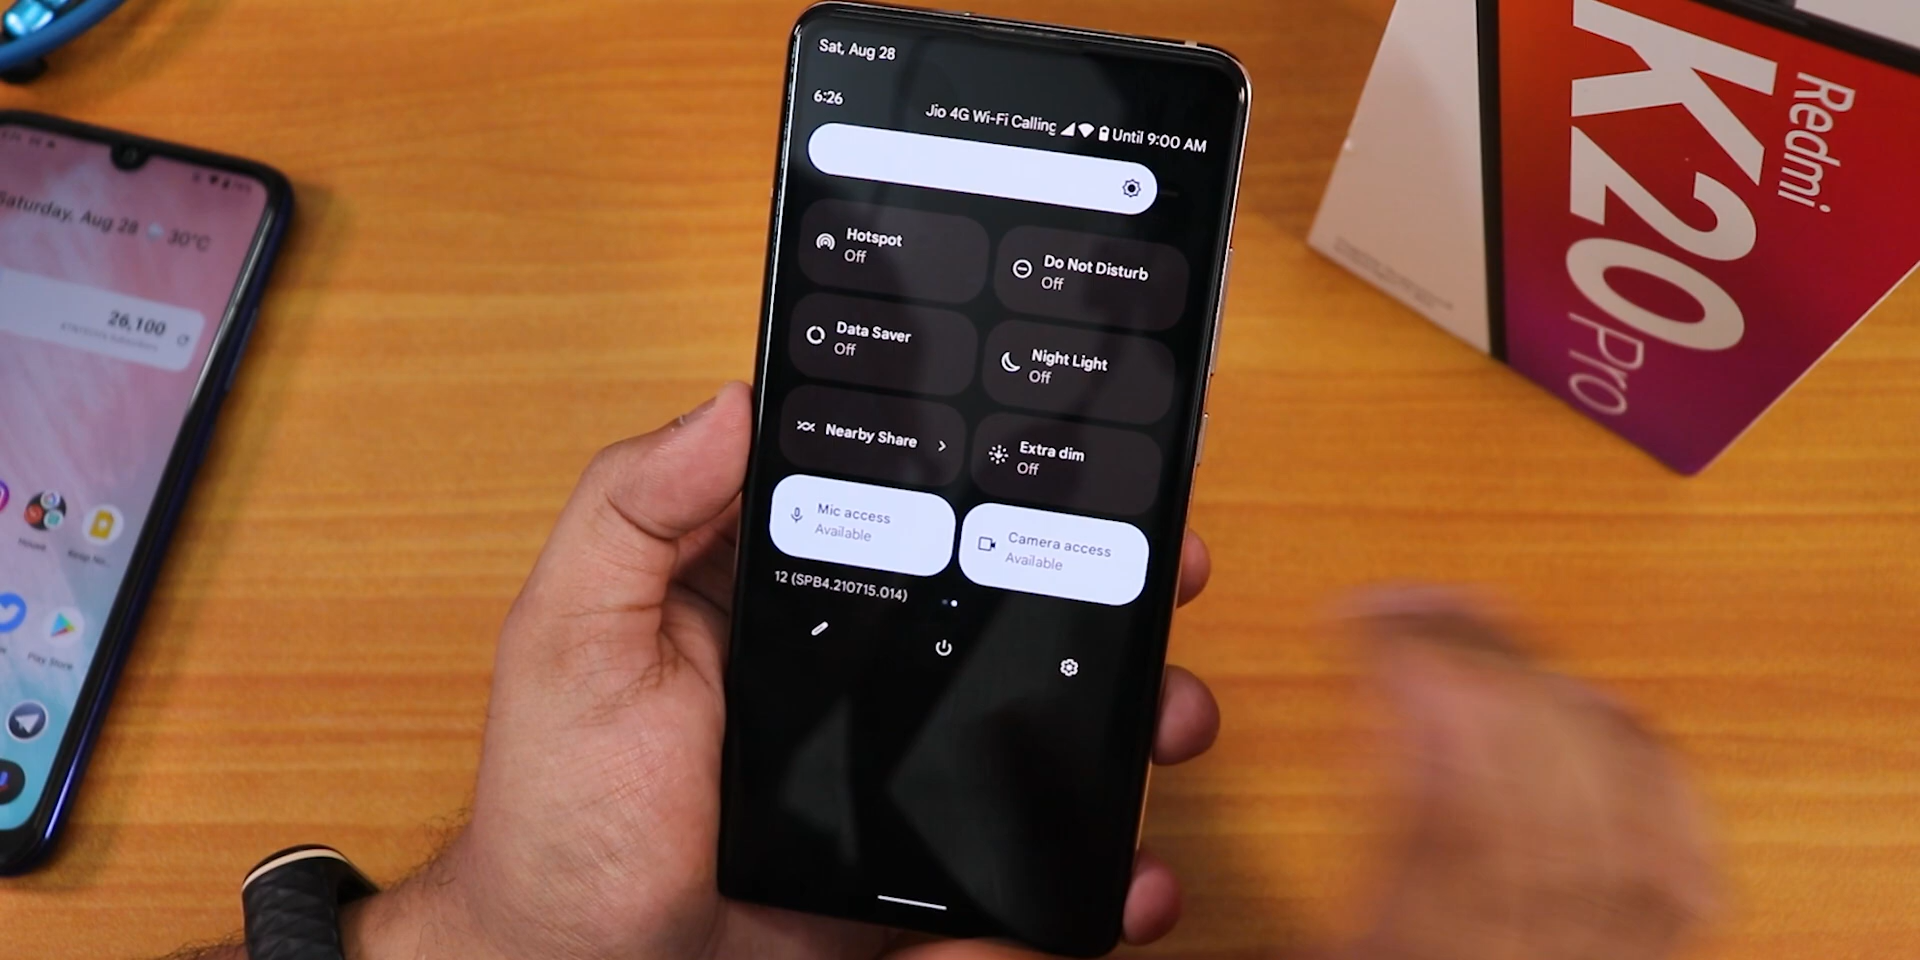 Sat, Aug 28
6:26
Jio 4G Wi-Fi Calling
Until 9:00 AM
Hotspot
Off
Do Not Disturb
Off
Data Saver
Off
Night Light
Off
Nearby Share
Extra dim
Off
Mic access
Available
Camera access
Available
12 (SPB4.210715.014)
Saturday, Aug 28
30°C
26,100
Play Store
Redmi
K20
Pro